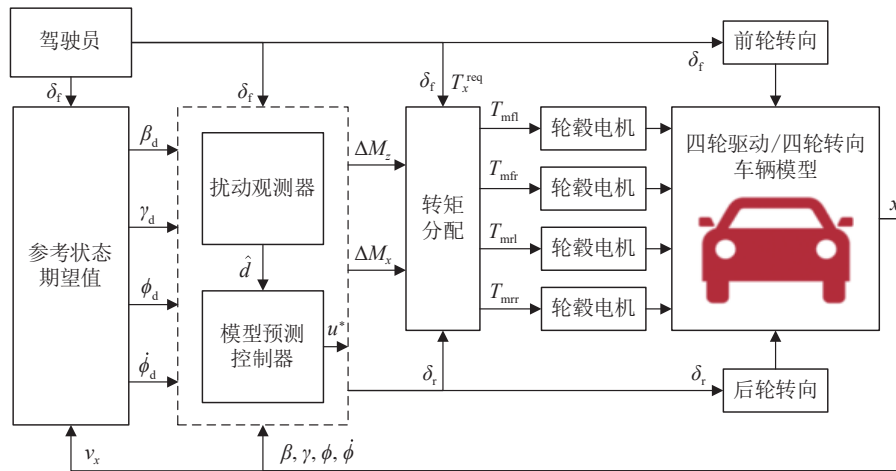 驾驶员
δf
δf
δf
Tx^req
前轮转向
δf
参考状态
期望值
βd
γd
ϕd
ϕ̇d
扰动观测器
d̂
模型预测
控制器
u*
ΔMz
ΔMx
转矩
分配
Tmfl
Tmfr
Tmrl
Tmrr
轮毂电机
轮毂电机
轮毂电机
轮毂电机
四轮驱动/四轮转向
车辆模型
x
δr
δr
后轮转向
vx
β, γ, ϕ, ϕ̇